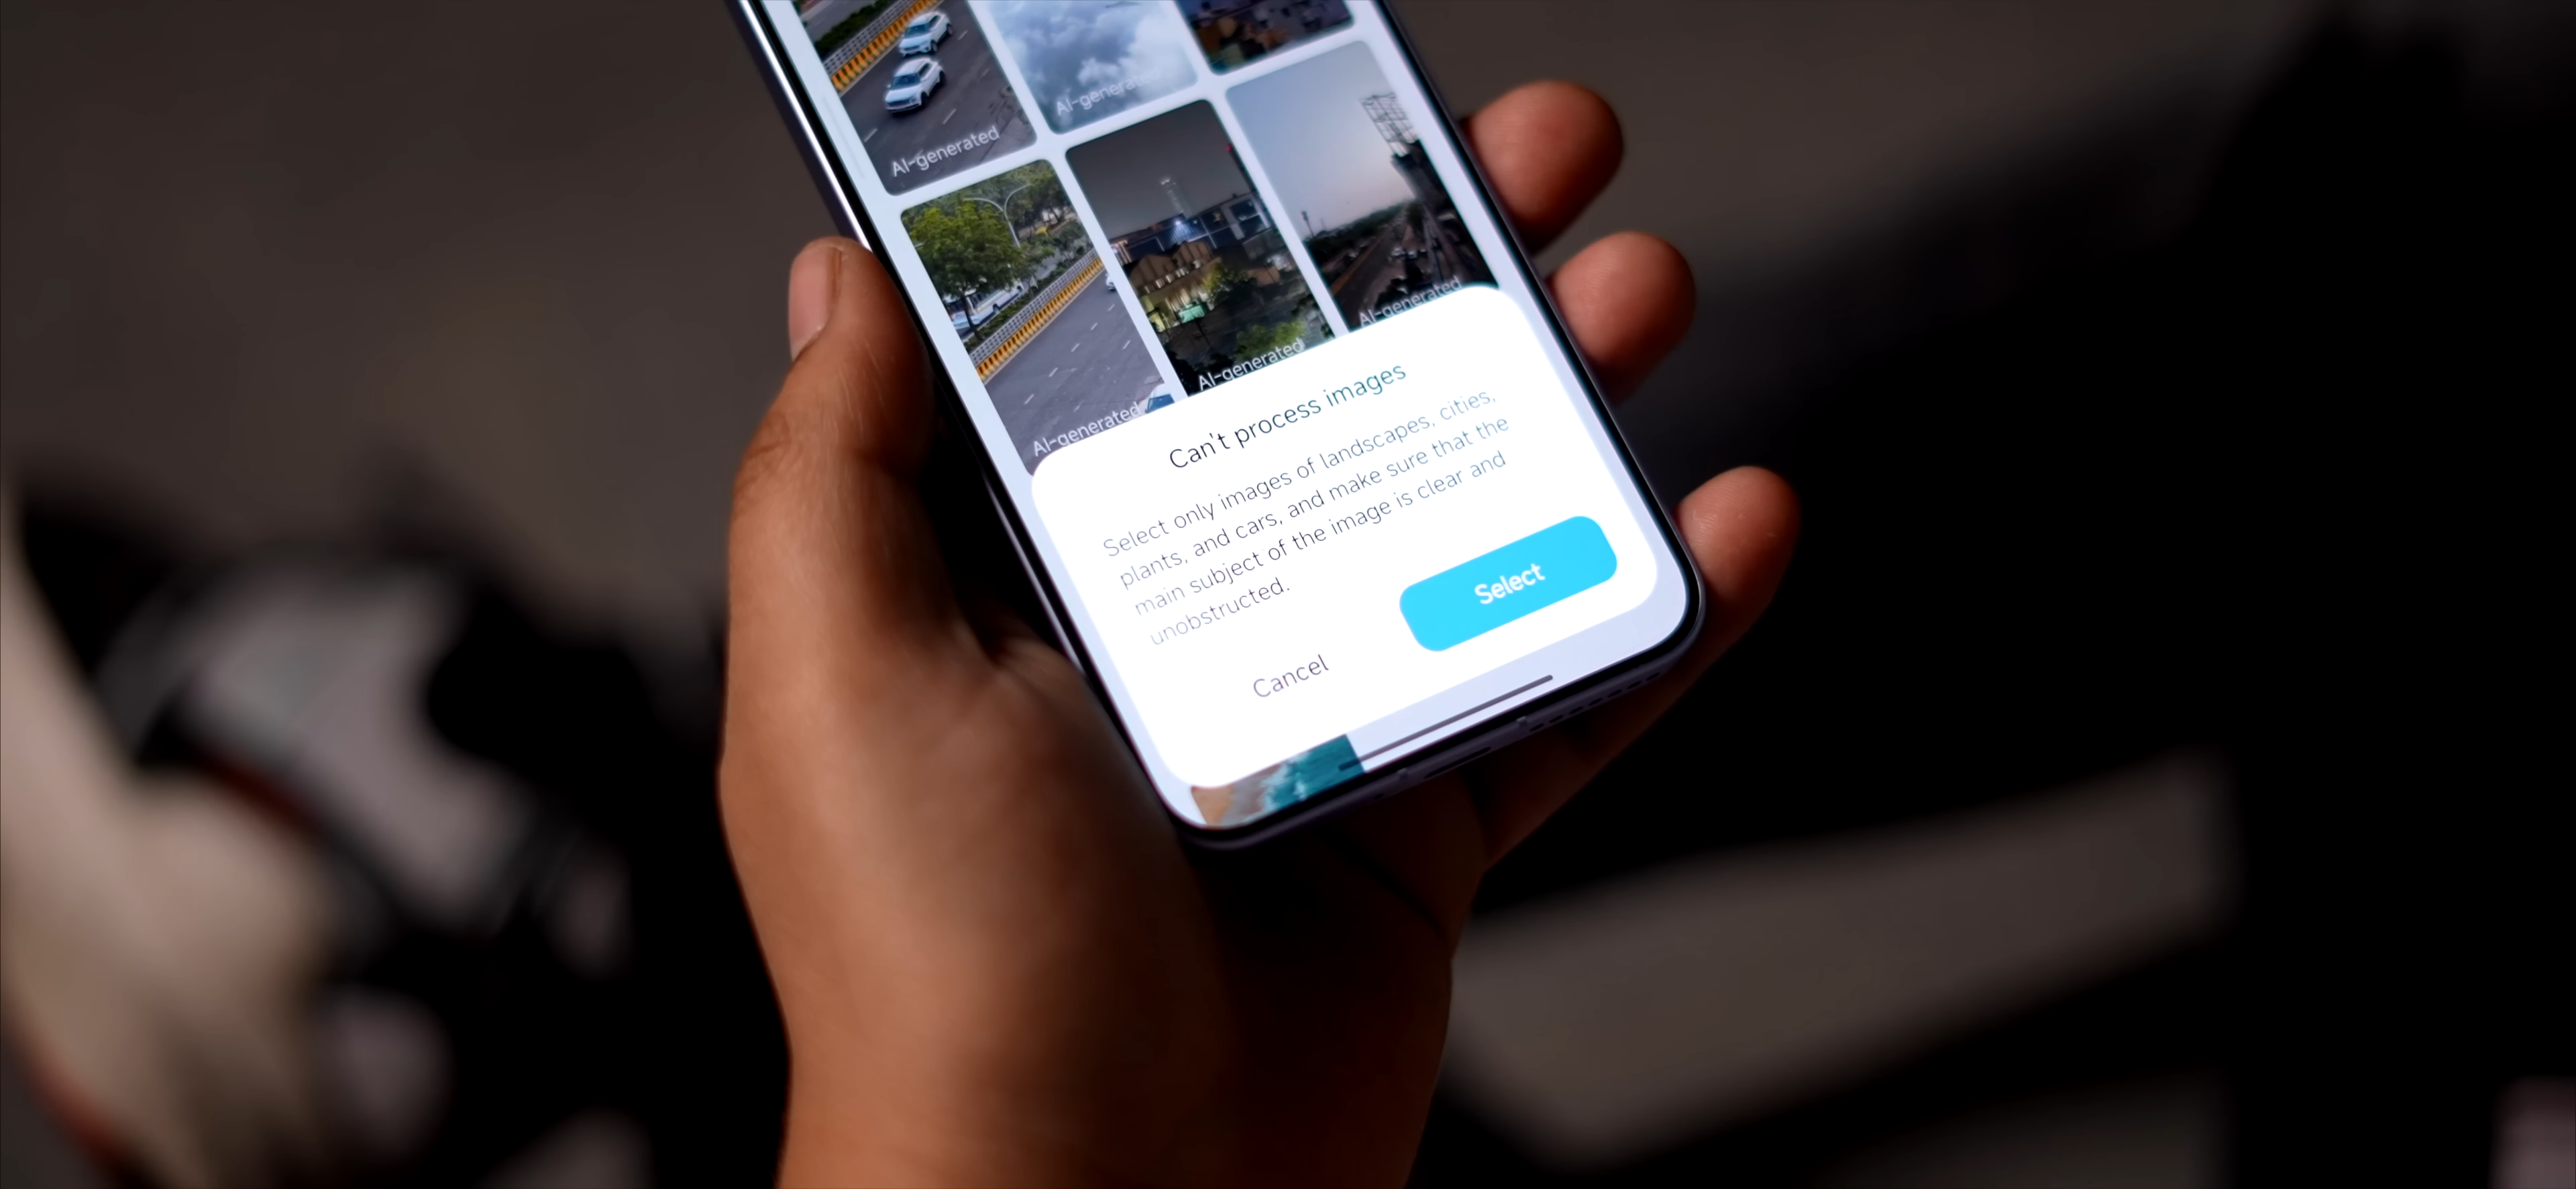 AI-generated
AI-generated
AI-generated
AI-generated
AI-generated
Can't process images
Select only images of landscapes, cities,
plants, and cars, and make sure that the
main subject of the image is clear and
unobstructed.
Cancel
Select